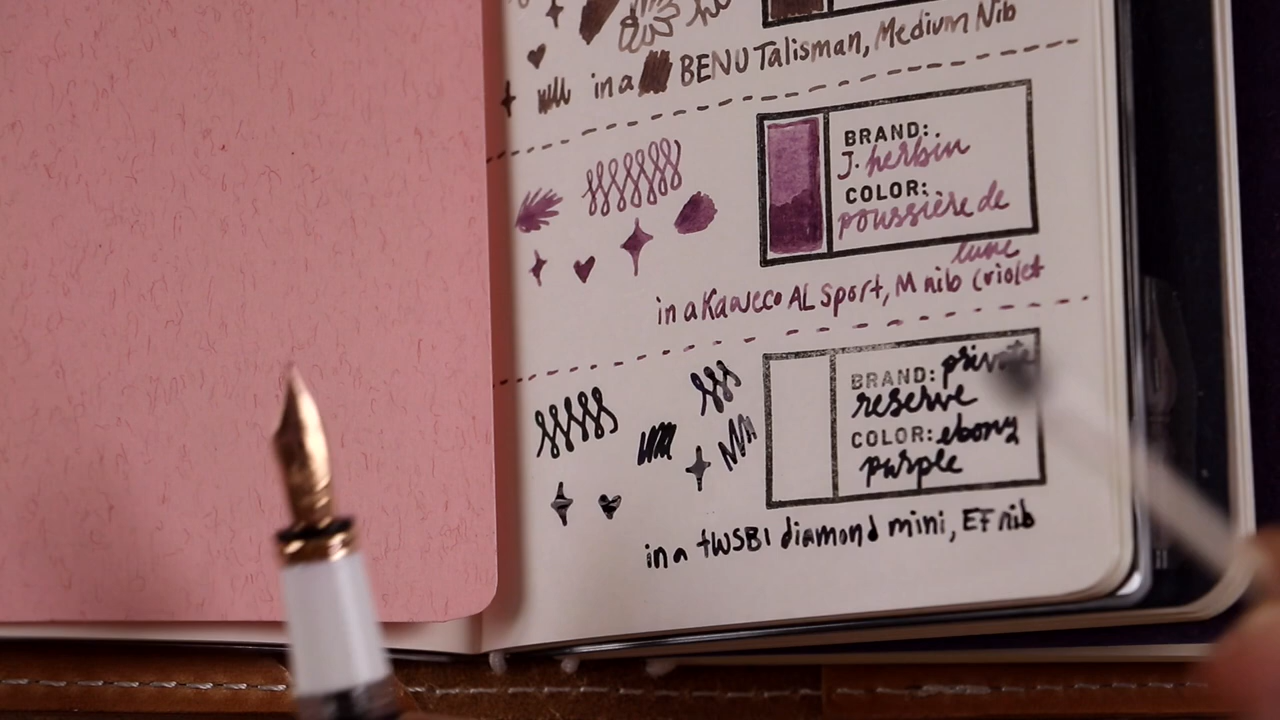 in a BENU Talisman, Medium Nib
BRAND:
J. herbin
COLOR:
poussière de
lune
in a Kaweco AL Sport, M nib (violet
BRAND: private
reserve
COLOR: ebony
purple
in a tWSBI diamond mini, EF nib